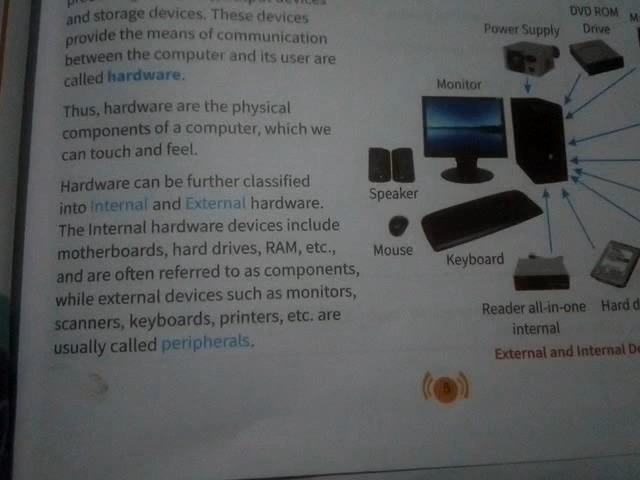 and storage devices. These devices
provide the means of communication
between the computer and its user are
called hardware.
Thus, hardware are the physical
components of a computer, which we
can touch and feel.
Hardware can be further classified
into Internal and External hardware.
The Internal hardware devices include
motherboards, hard drives, RAM, etc.,
and are often referred to as components,
while external devices such as monitors,
scanners, keyboards, printers, etc. are
usually called peripherals.
DVD ROM
Drive
Power Supply
Monitor
Speaker
Mouse
Keyboard
Reader all-in-one
internal
Hard
External and Internal